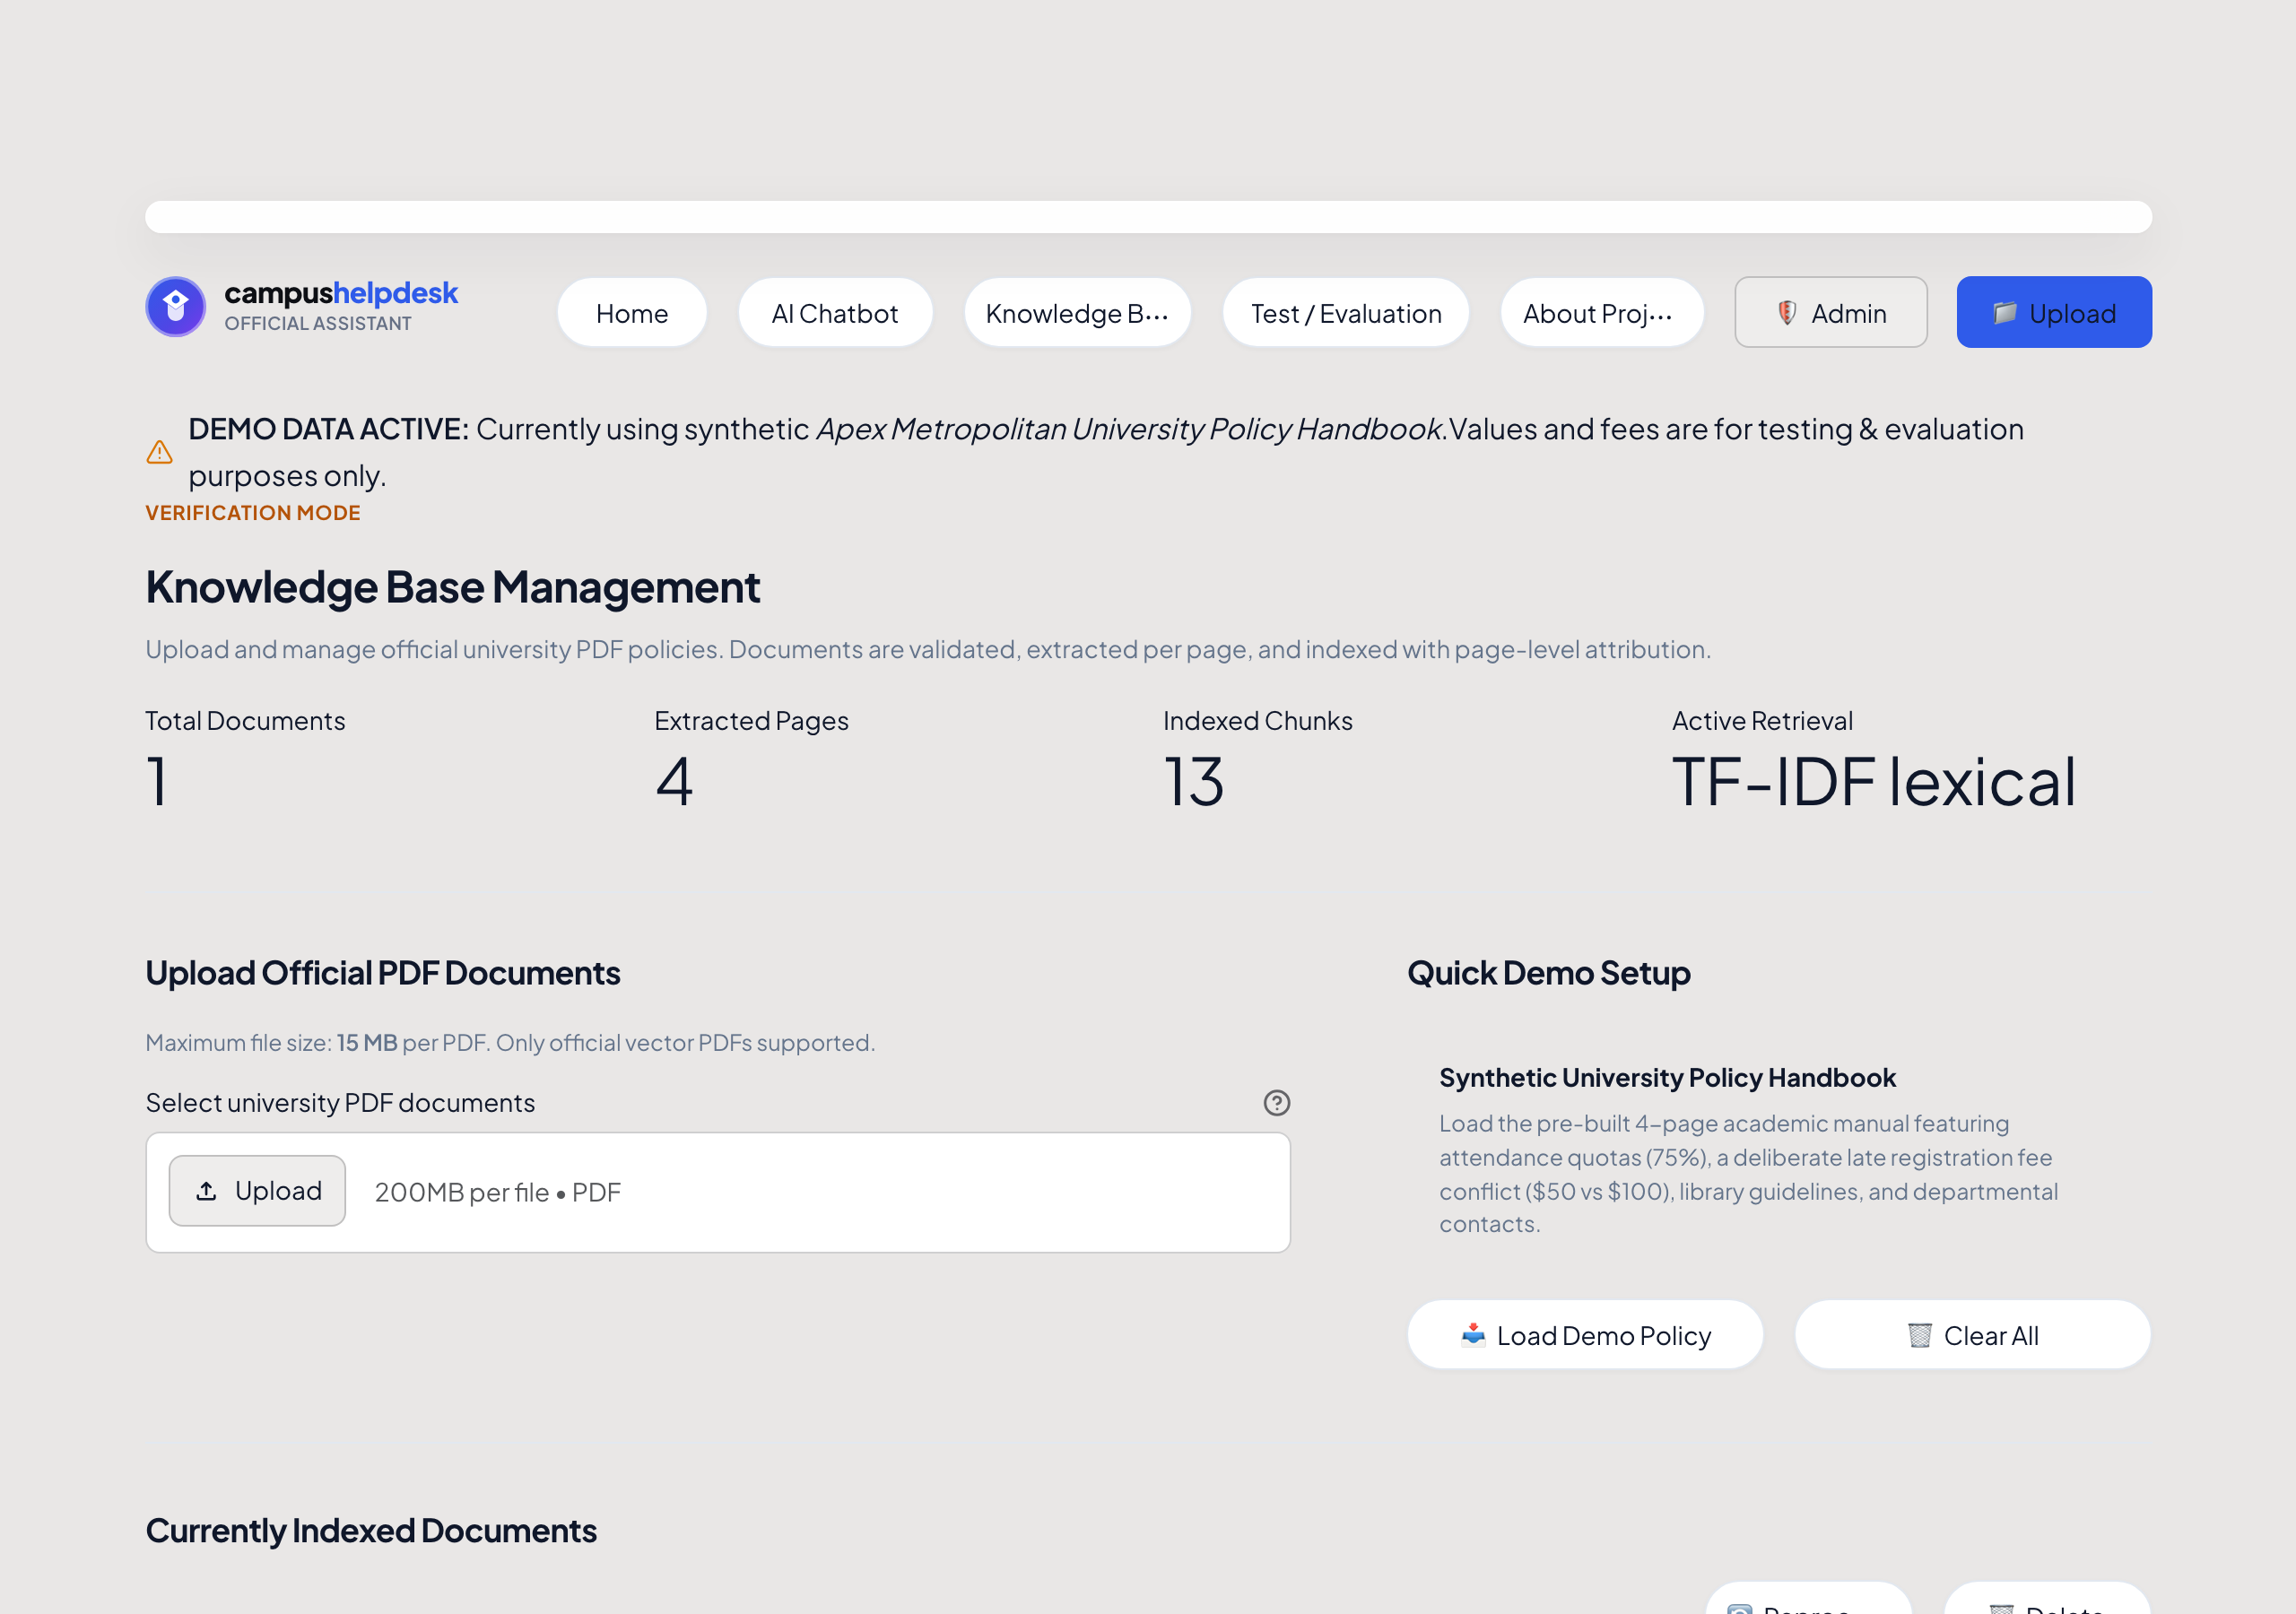 campushelpdesk
OFFICIAL ASSISTANT
Home
AI Chatbot
Knowledge B···
Test / Evaluation
About Proj···
Admin
Upload
DEMO DATA ACTIVE: Currently using synthetic Apex Metropolitan University Policy Handbook.Values and fees are for testing & evaluation
purposes only.
VERIFICATION MODE
Knowledge Base Management
Upload and manage official university PDF policies. Documents are validated, extracted per page, and indexed with page-level attribution.
Total Documents
1
Extracted Pages
4
Indexed Chunks
13
Active Retrieval
TF-IDF lexical
Upload Official PDF Documents
Maximum file size: 15 MB per PDF. Only official vector PDFs supported.
Select university PDF documents
Upload
200MB per file • PDF
Quick Demo Setup
Synthetic University Policy Handbook
Load the pre-built 4-page academic manual featuring
attendance quotas (75%), a deliberate late registration fee
conflict ($50 vs $100), library guidelines, and departmental
contacts.
Load Demo Policy
Clear All
Currently Indexed Documents
Delete